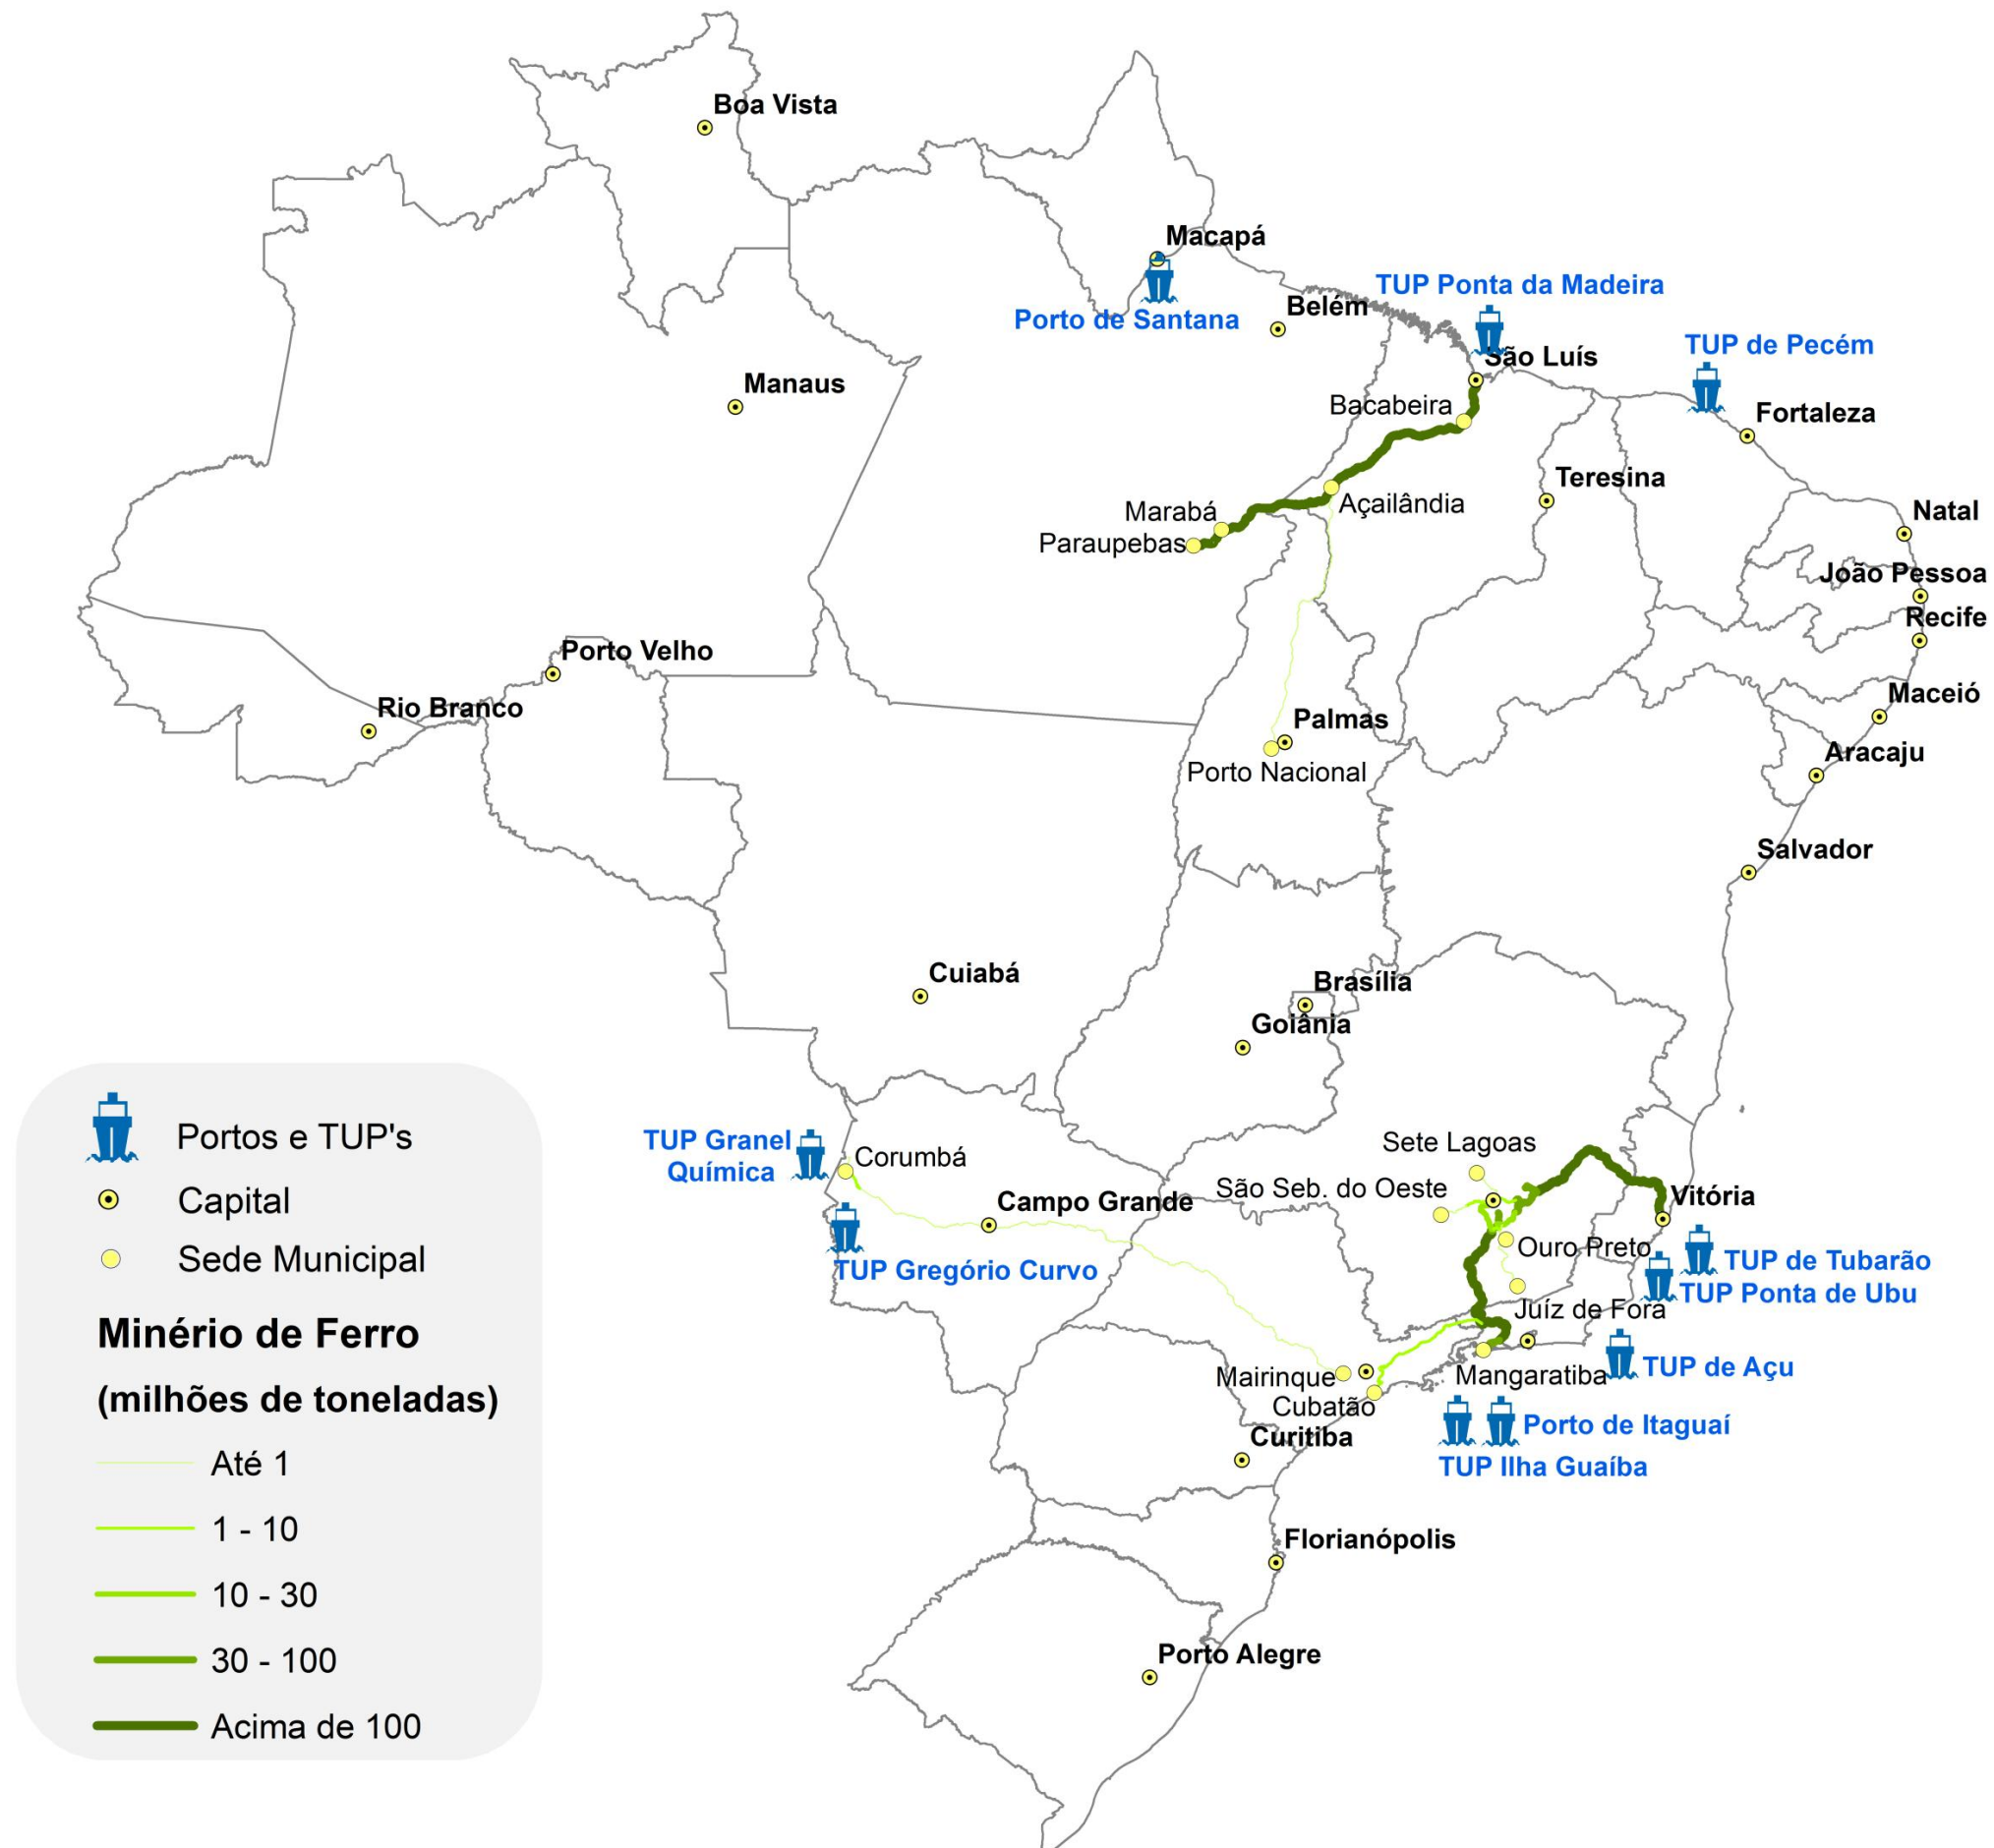 Boa Vista
Macapá
TUP Ponta da Madeira
Belém
Porto de Santana
TUP de Pecém
São Luís
Manaus
Bacabeira
Fortaleza
Teresina
Açailândia
Marabá
Natal
Paraupebas
João Pessoa
Recife
Porto Velho
Rio Branco
Maceió
Palmas
Aracaju
Porto Nacional
Salvador
Cuiabá
Brasília
Goiânia
TUP Granel
Química
Corumbá
Sete Lagoas
São Seb. do Oeste
Campo Grande
Vitória
Ouro Preto
TUP de Tubarão
TUP Gregório Curvo
TUP Ponta de Ubu
Juíz de Fora
TUP de Açu
Mairinque
Mangaratiba
Cubatão
Porto de Itaguaí
Curitiba
TUP Ilha Guaíba
Florianópolis
Porto Alegre
Portos e TUP's
Capital
Sede Municipal
Minério de Ferro
(milhões de toneladas)
Até 1
1 - 10
10 - 30
30 - 100
Acima de 100